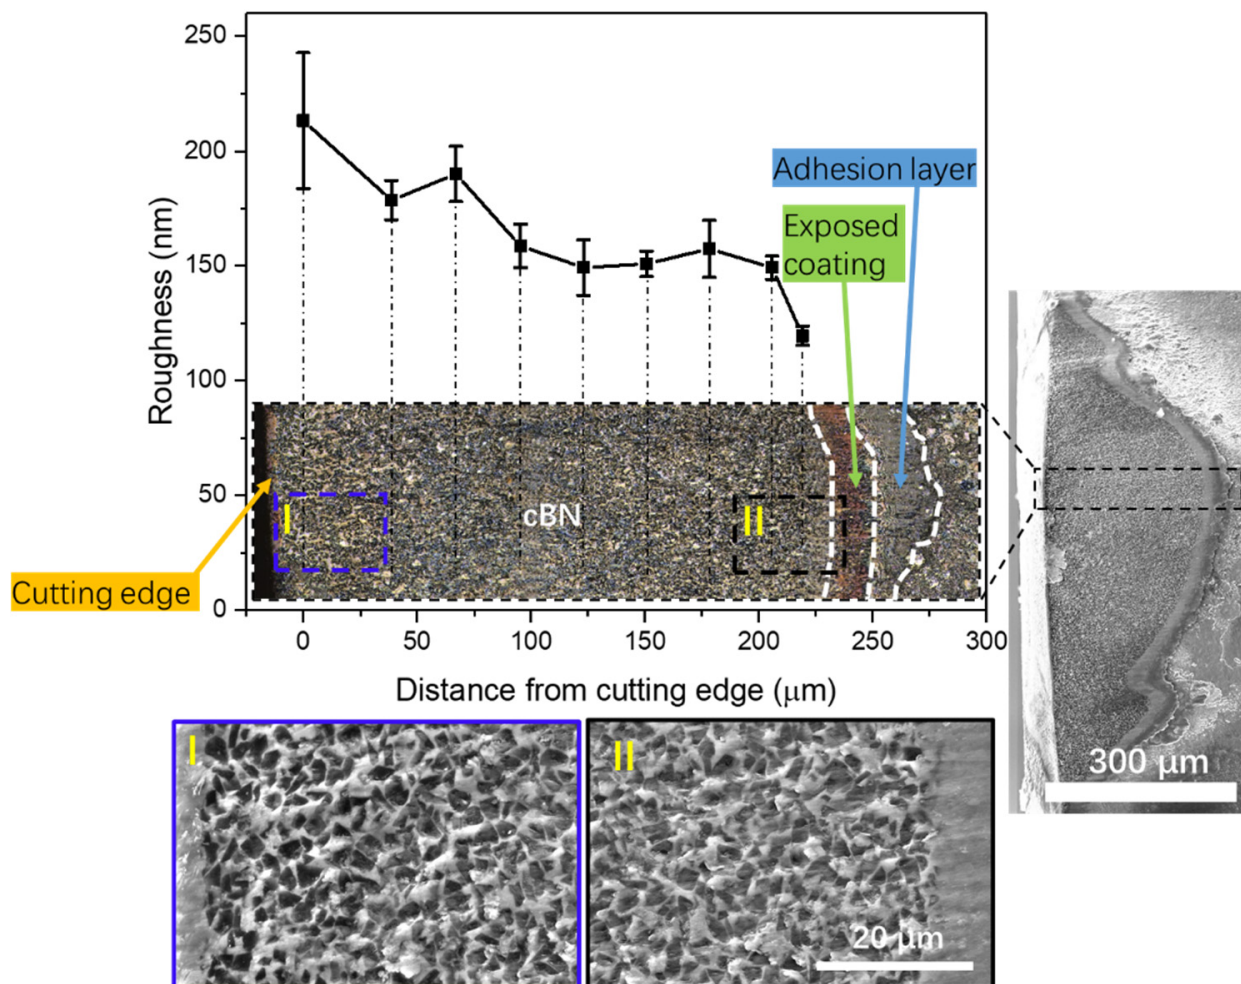 250
200
150
100
50
0
Roughness (nm)
Adhesion layer
Exposed
coating
I
cBN
II
Cutting edge
0
50
100
150
200
250
300
Distance from cutting edge (μm)
300 μm
I
II
20 μm